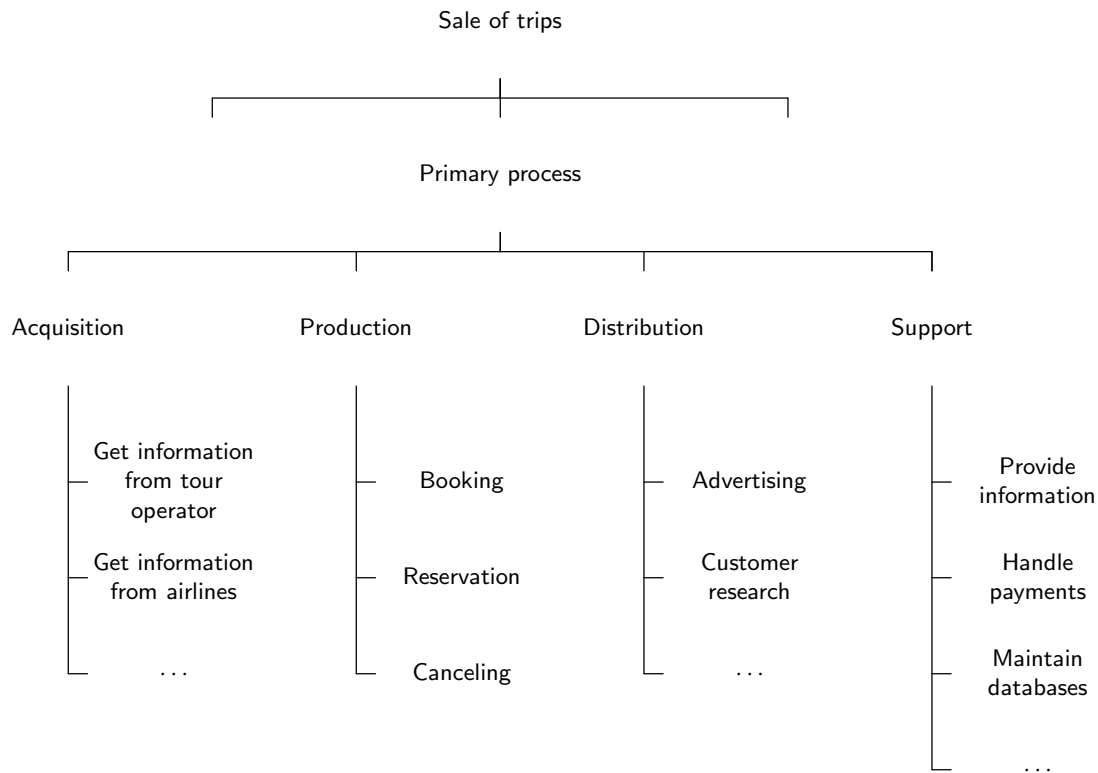 Sale of trips
Primary process
Acquisition
Production
Distribution
Support
Get information
from tour
operator
Booking
Advertising
Provide
information
Get information
from airlines
Reservation
Customer
research
Handle
payments
...
Canceling
...
Maintain
databases
...